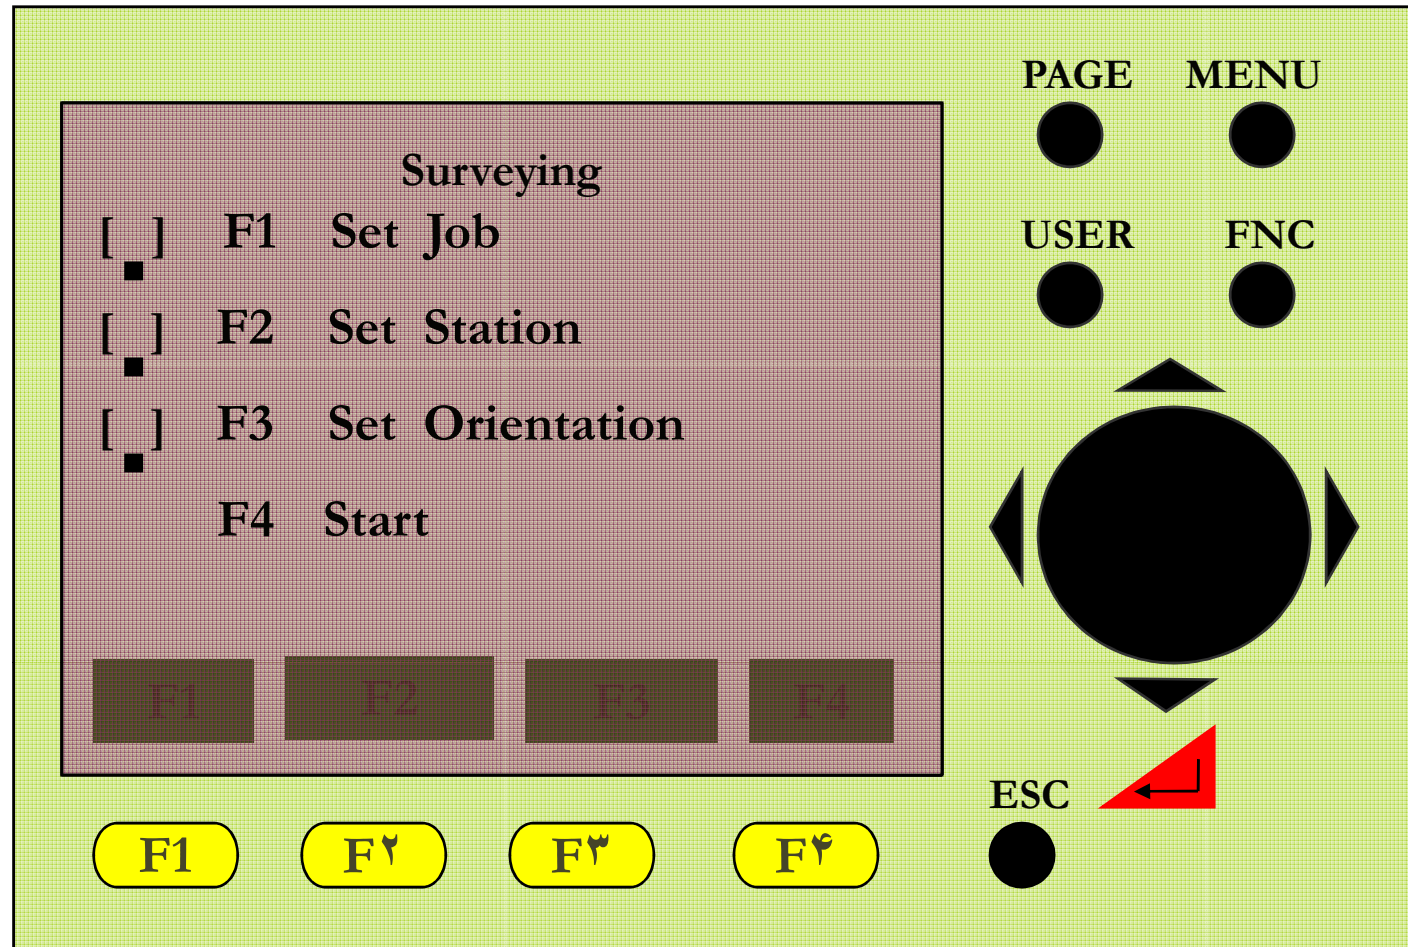 PAGE MENU
Surveying
[ ] F1 Set Job
USER FNC
[ ] F2 Set Station
[ ] F3 Set Orientation
F4 Start
F1 F2 F3 F4
ESC
F1 F۲ F۳ F۴